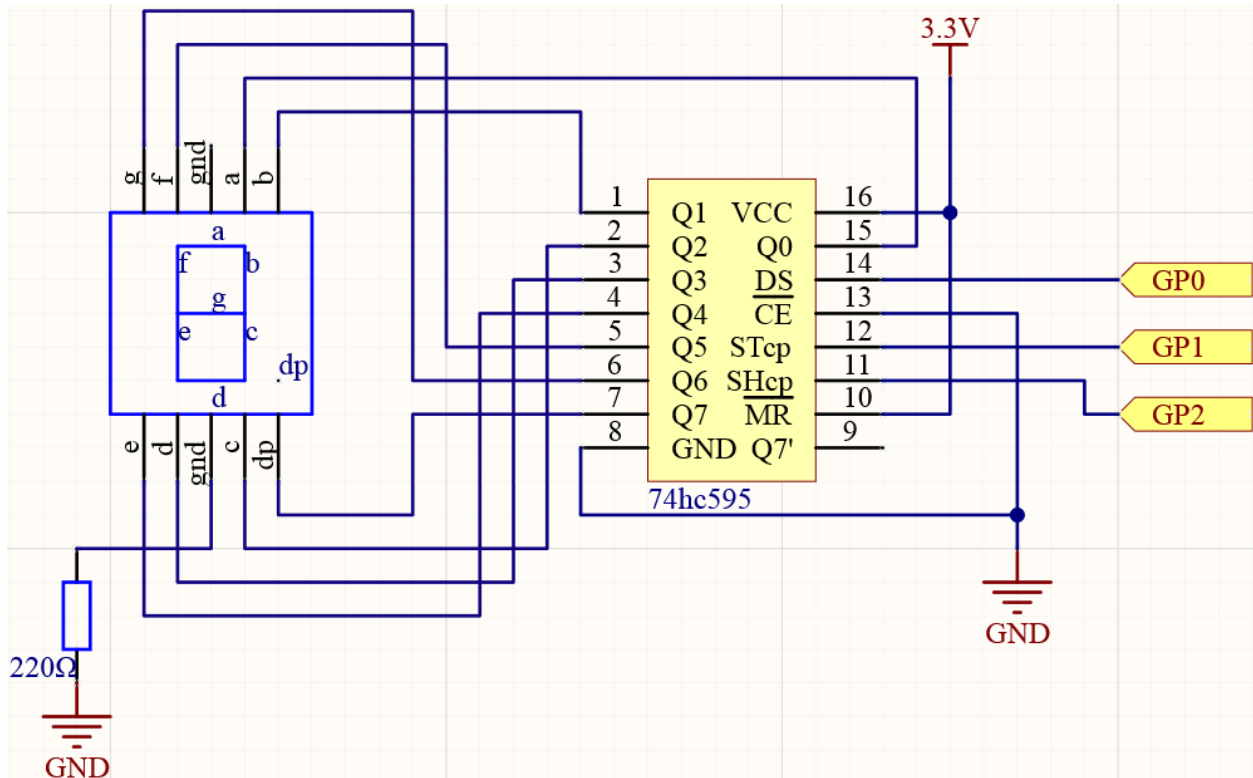 3.3V
g f gnd a b
a
f b
g
e c
dp
d
e d gnd c dp
220Ω
GND
1 Q1 VCC 16
2 Q2 Q0 15
3 Q3 DS 14
4 Q4 CE 13
5 Q5 STcp 12
6 Q6 SHcp 11
7 Q7 MR 10
8 GND Q7' 9
74hc595
GP0
GP1
GP2
GND